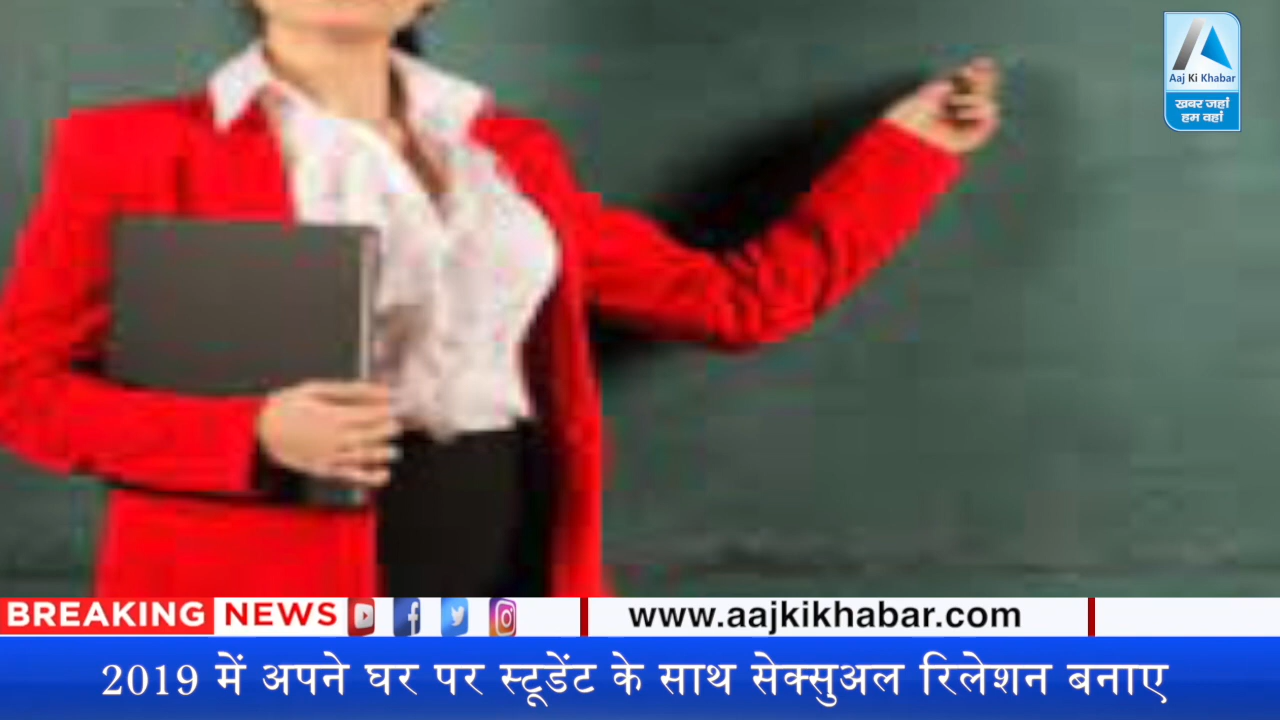 Aaj Ki Khabar
खबर जहां
हम वहां
BREAKING NEWS
www.aajkikhabar.com
2019 में अपने घर पर स्टूडेंट के साथ सेक्सुअल रिलेशन बनाए